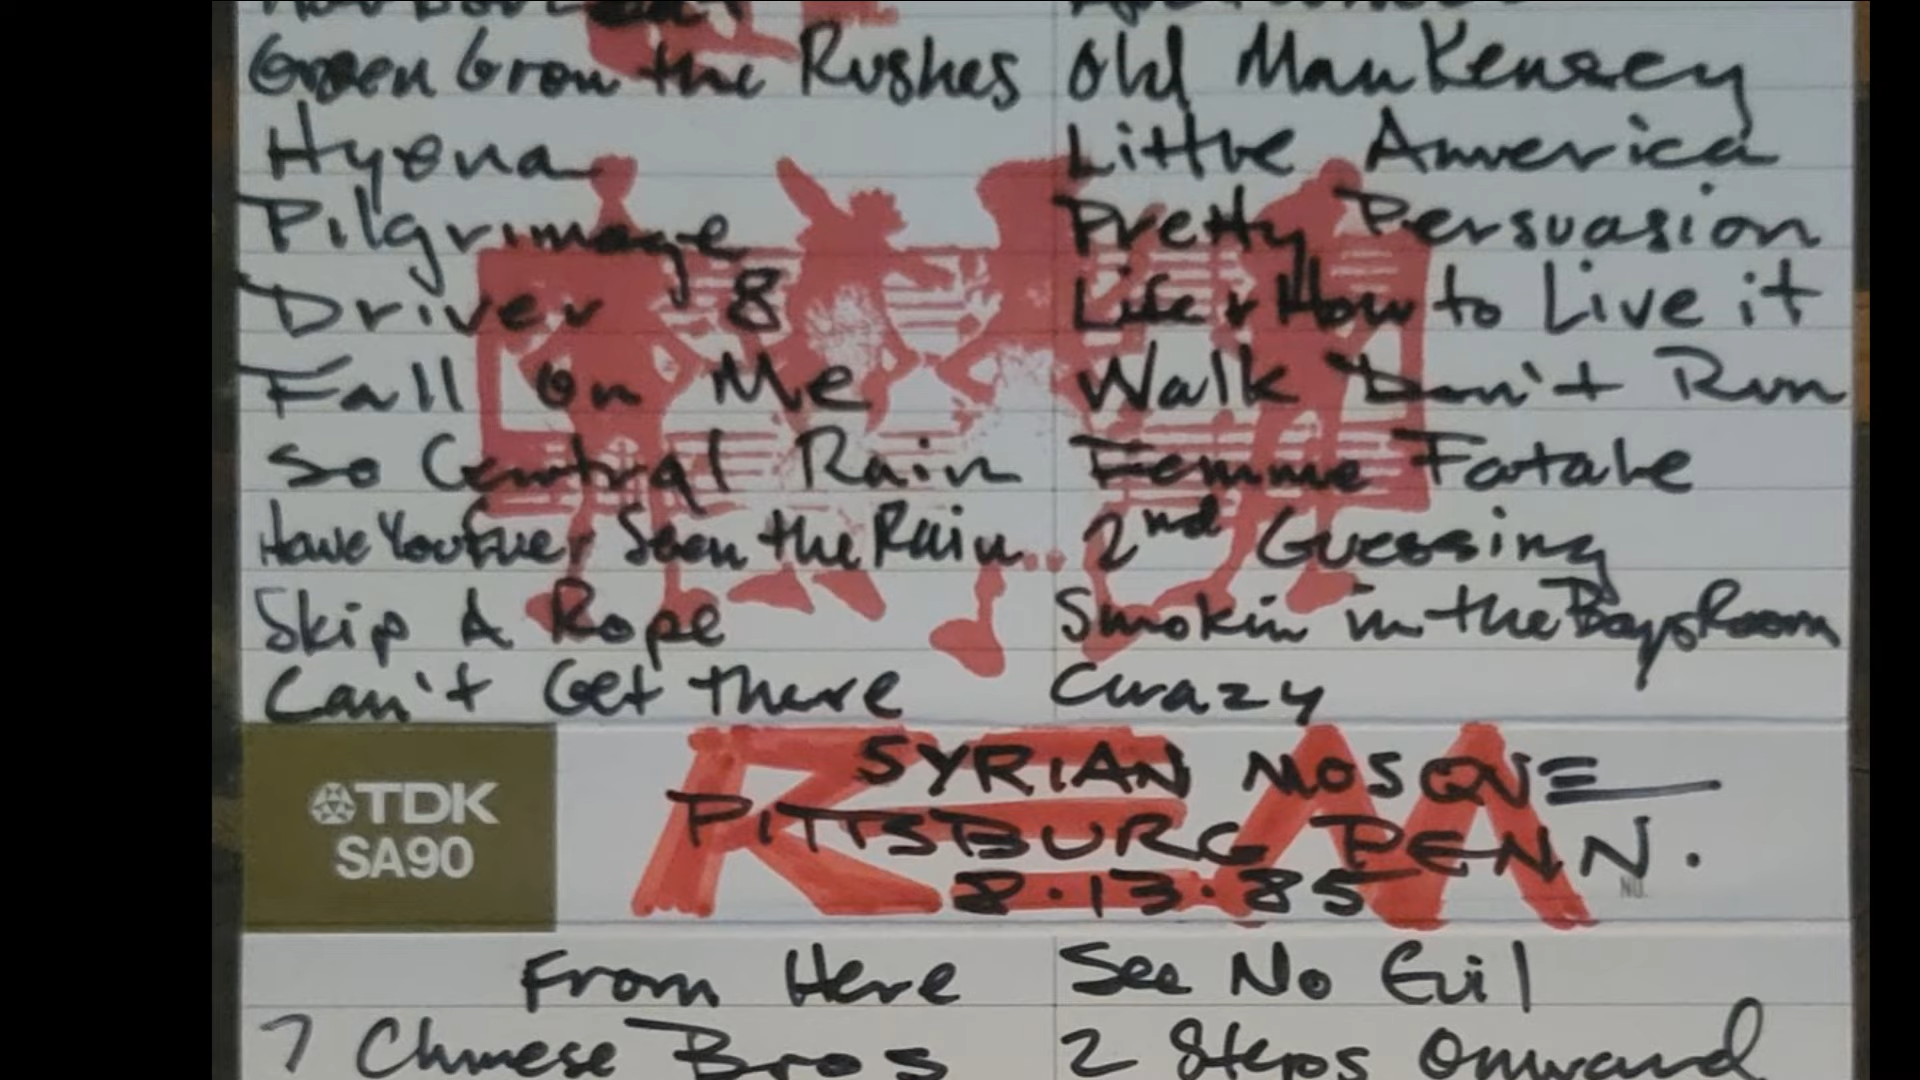 Green Grow the Rushes
Hyena
Pilgrimage
Driver 8
Fall on Me
So Central Rain
Have You Ever Seen the Rain
Skip A Rope
Can't Get There
Old Man Kensey
Little America
Pretty Persuasion
Life & How to Live it
Walk Don't Run
Femme Fatale
2nd Guessing
Smokin in the Boys Room
Crazy
TDK
SA90
REM
SYRIAN MOSQUE
PITTSBURG PENN.
8.13.85
NO.
From Here
7 Chinese Bros
See No Evil
2 Steps Onward